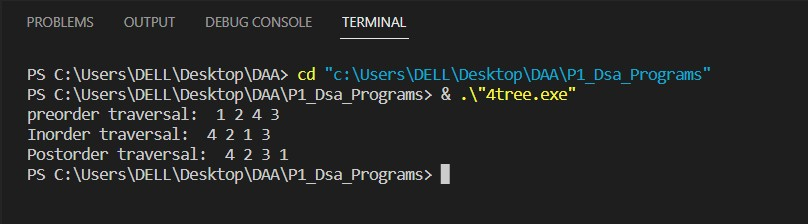 PROBLEMS OUTPUT DEBUG CONSOLE TERMINAL
PS C:\Users\DELL\Desktop\DAA> cd "c:\Users\DELL\Desktop\DAA\P1_Dsa_Programs"
PS C:\Users\DELL\Desktop\DAA\P1_Dsa_Programs> & .\"4tree.exe"
preorder traversal:  1 2 4 3
Inorder traversal:  4 2 1 3
Postorder traversal:  4 2 3 1
PS C:\Users\DELL\Desktop\DAA\P1_Dsa_Programs>